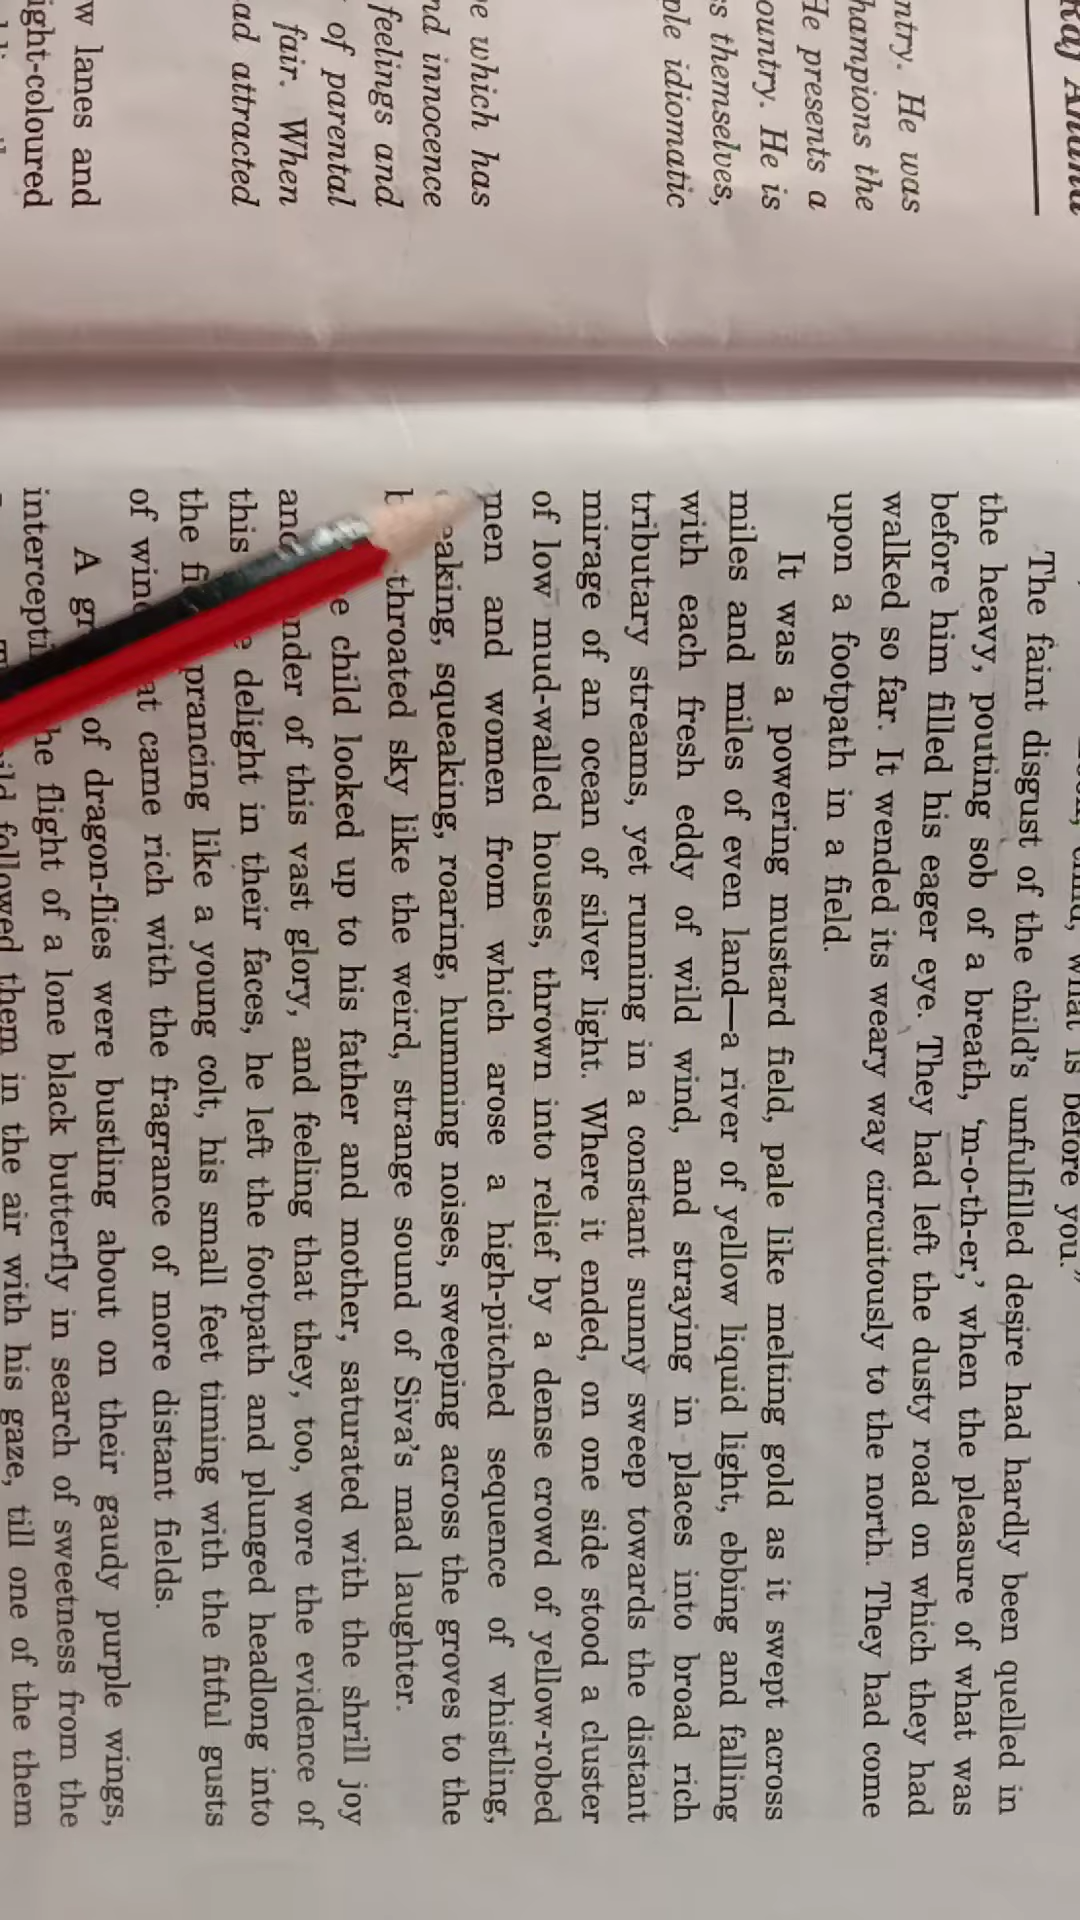 kaj Anand
ntry. He was
hampions the
He presents a
ountry. He is
s themselves,
ple idiomatic
e which has
nd innocence
feelings and
of parental
fair. When
ad attracted
w lanes and
ight-coloured
child, what is before you.”
The faint disgust of the child’s unfulfilled desire had hardly been quelled in
the heavy, pouting sob of a breath, ‘m-o-th-er,’ when the pleasure of what was
before him filled his eager eye. They had left the dusty road on which they had
walked so far. It wended its weary way circuitously to the north. They had come
upon a footpath in a field.
It was a powering mustard field, pale like melting gold as it swept across
miles and miles of even land—a river of yellow liquid light, ebbing and falling
with each fresh eddy of wild wind, and straying in places into broad rich
tributary streams, yet running in a constant sunny sweep towards the distant
mirage of an ocean of silver light. Where it ended, on one side stood a cluster
of low mud-walled houses, thrown into relief by a dense crowd of yellow-robed
men and women from which arose a high-pitched sequence of whistling,
eaking, squeaking, roaring, humming noises, sweeping across the groves to the
throated sky like the weird, strange sound of Siva’s mad laughter.
e child looked up to his father and mother, saturated with the shrill joy
and nder of this vast glory, and feeling that they, too, wore the evidence of
this delight in their faces, he left the footpath and plunged headlong into
the fi prancing like a young colt, his small feet timing with the fitful gusts
of wind at came rich with the fragrance of more distant fields.
A gr of dragon-flies were bustling about on their gaudy purple wings,
intercepti he flight of a lone black butterfly in search of sweetness from the
ild followed them in the air with his gaze, till one of the them